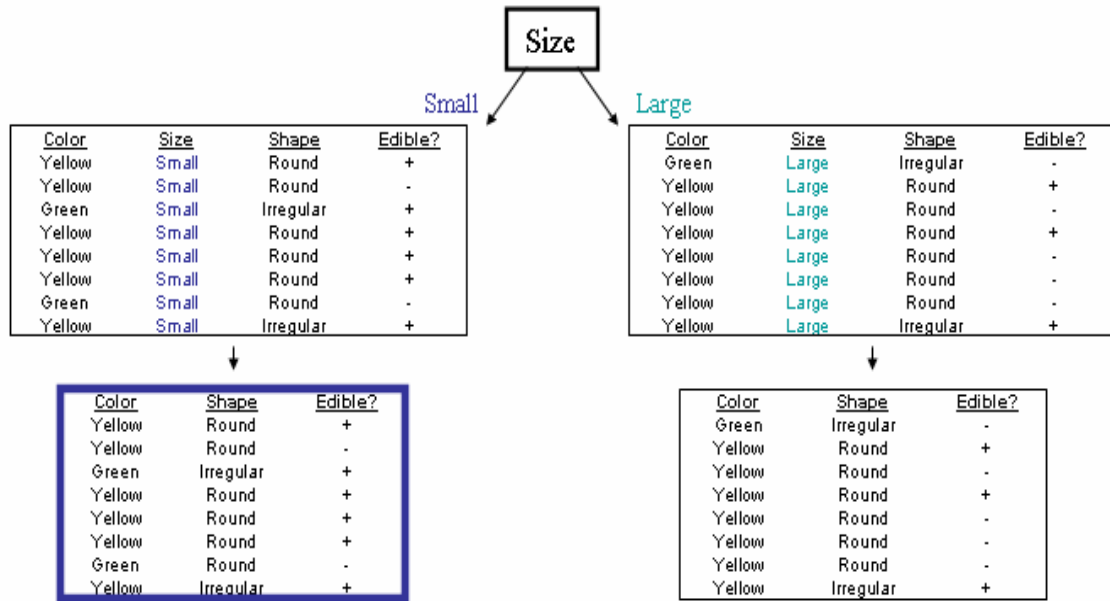 Size
Small
Large
Color Size Shape Edible?
Yellow Small Round +
Yellow Small Round -
Green Small Irregular +
Yellow Small Round +
Yellow Small Round +
Yellow Small Round +
Green Small Round -
Yellow Small Irregular +
Color Size Shape Edible?
Green Large Irregular -
Yellow Large Round +
Yellow Large Round -
Yellow Large Round +
Yellow Large Round -
Yellow Large Round -
Yellow Large Round -
Yellow Large Irregular +
Color Shape Edible?
Yellow Round +
Yellow Round -
Green Irregular +
Yellow Round +
Yellow Round +
Yellow Round +
Green Round -
Yellow Irregular +
Color Shape Edible?
Green Irregular -
Yellow Round +
Yellow Round -
Yellow Round +
Yellow Round -
Yellow Round -
Yellow Round -
Yellow Irregular +